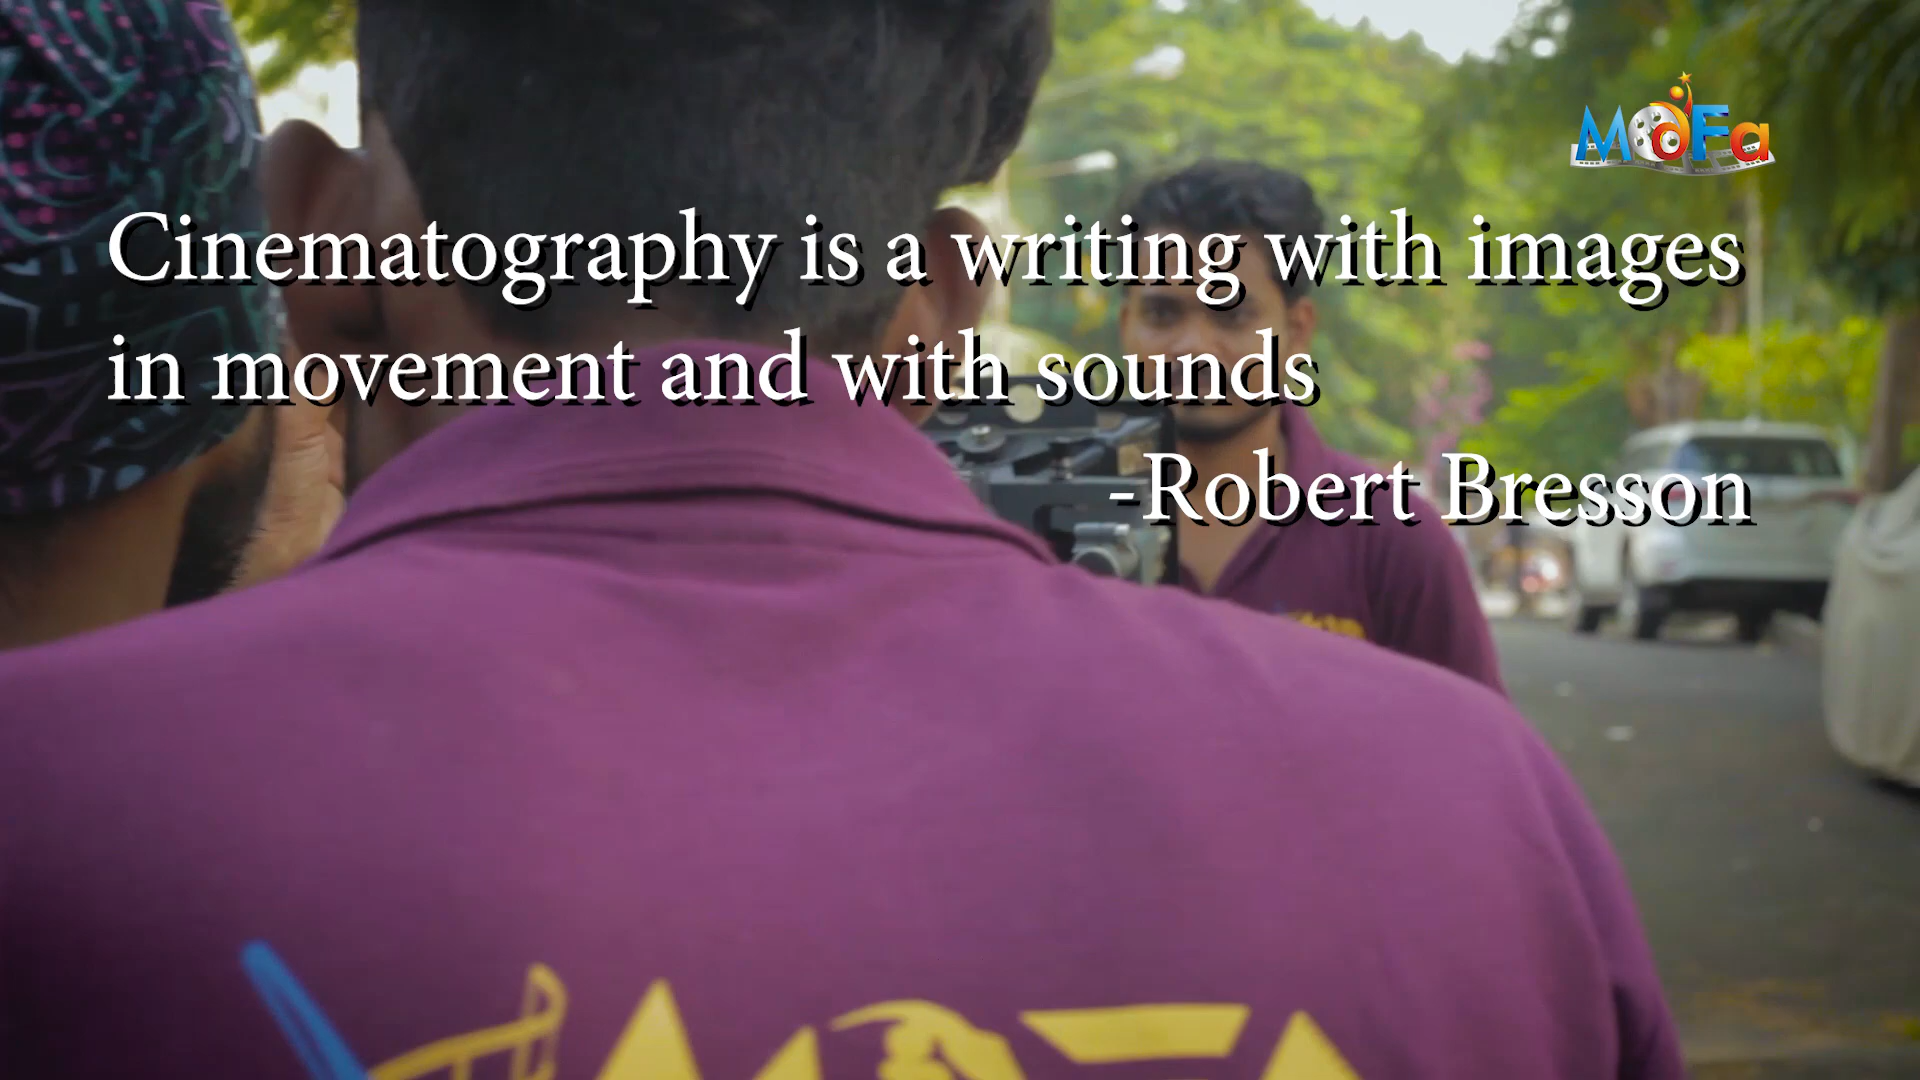 MoFa
Cinematography is a writing with images
in movement and with sounds
-Robert Bresson